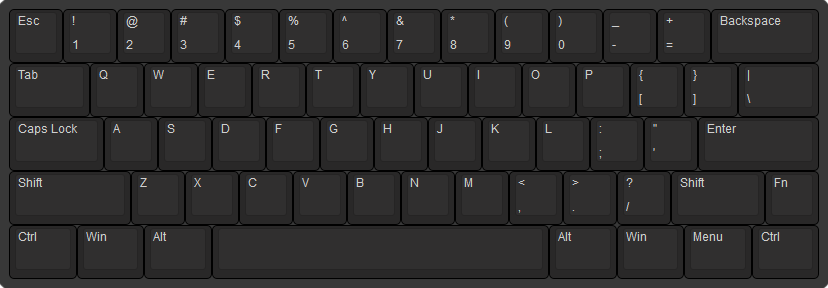 Esc ! @ # $ % ^ & * ( ) _ + Backspace
1 2 3 4 5 6 7 8 9 0 - =
Tab Q W E R T Y U I O P { } |
[ ] \
Caps Lock A S D F G H J K L : " Enter
; '
Shift Z X C V B N M < > ? Shift Fn
, . /
Ctrl Win Alt Alt Win Menu Ctrl